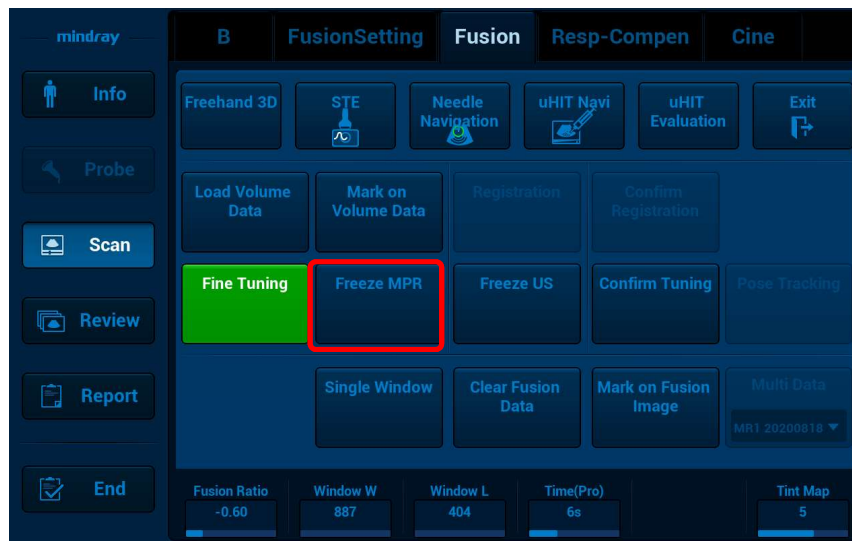 mindray
B
FusionSetting
Fusion
Resp-Compen
Cine
Info
Probe
Scan
Review
Report
End
Freehand 3D
STE
Needle
Navigation
uHIT Navi
uHIT
Evaluation
Exit
Load Volume
Data
Mark on
Volume Data
Registration
Confirm
Registration
Fine Tuning
Freeze MPR
Freeze US
Confirm Tuning
Pose Tracking
Single Window
Clear Fusion
Data
Mark on Fusion
Image
Multi Data
MR1 20200818
Fusion Ratio
-0.60
Window W
887
Window L
404
Time(Pro)
6s
Tint Map
5